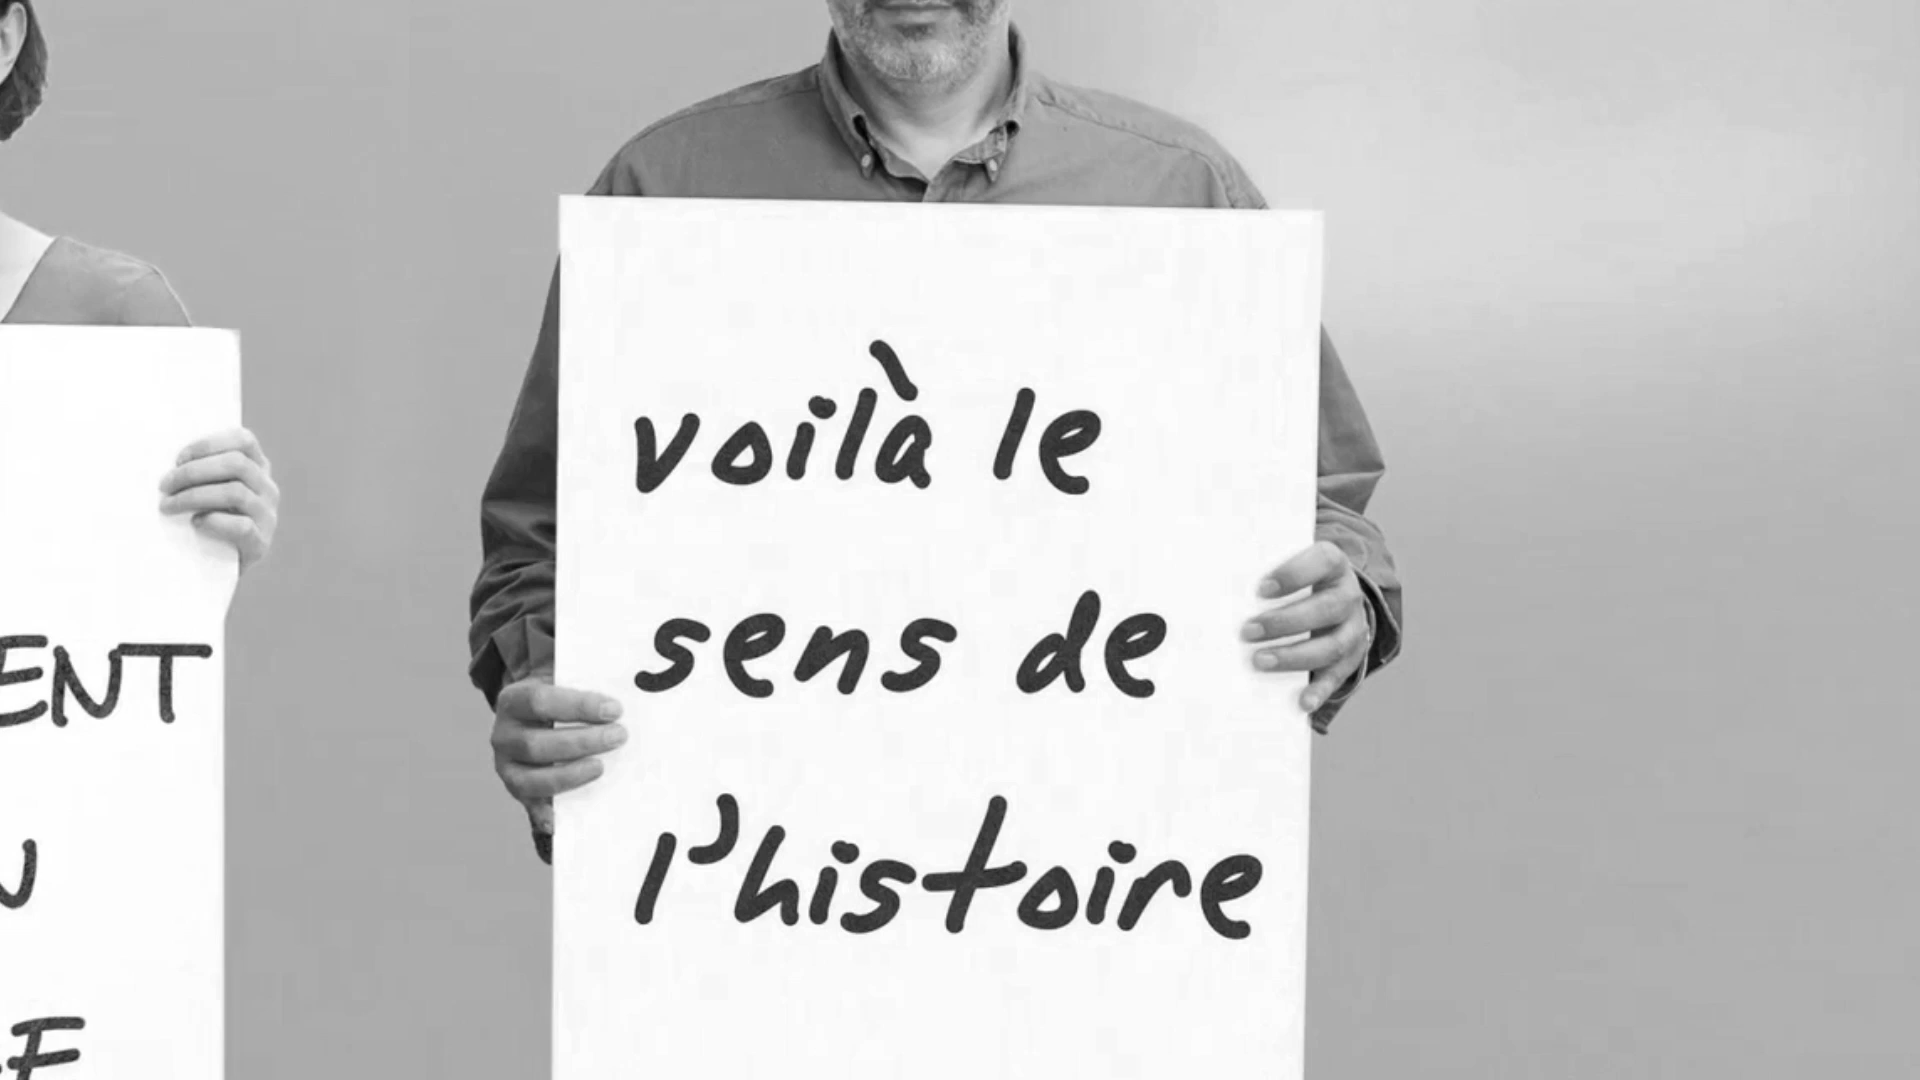 voilà le
sens de
l'histoire
ENT